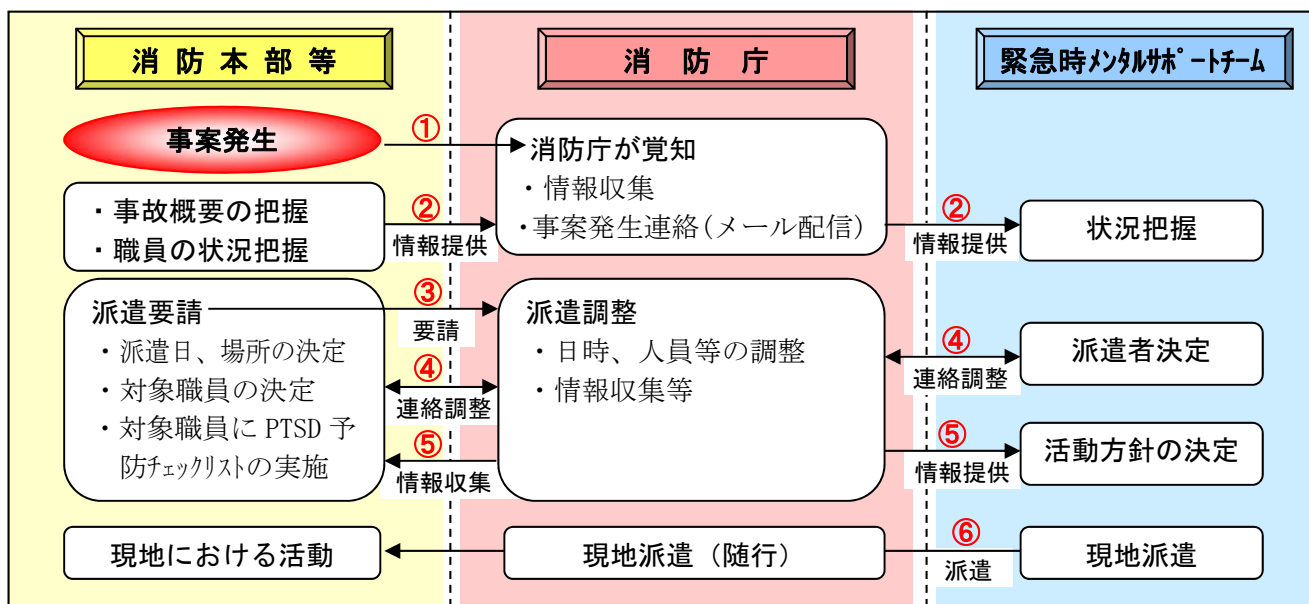 消防本部等
消防庁
緊急時メンタルサポートチーム
事案発生
①
消防庁が覚知
・情報収集
・事案発生連絡(メール配信)
・事故概要の把握
・職員の状況把握
②
情報提供
②
情報提供
状況把握
派遣要請
・派遣日、場所の決定
・対象職員の決定
・対象職員に PTSD 予
防チェックリストの実施
③
要請
④
連絡調整
⑤
情報収集
派遣調整
・日時、人員等の調整
・情報収集等
④
連絡調整
派遣者決定
⑤
情報提供
活動方針の決定
現地における活動
現地派遣（随行）
⑥
派遣
現地派遣